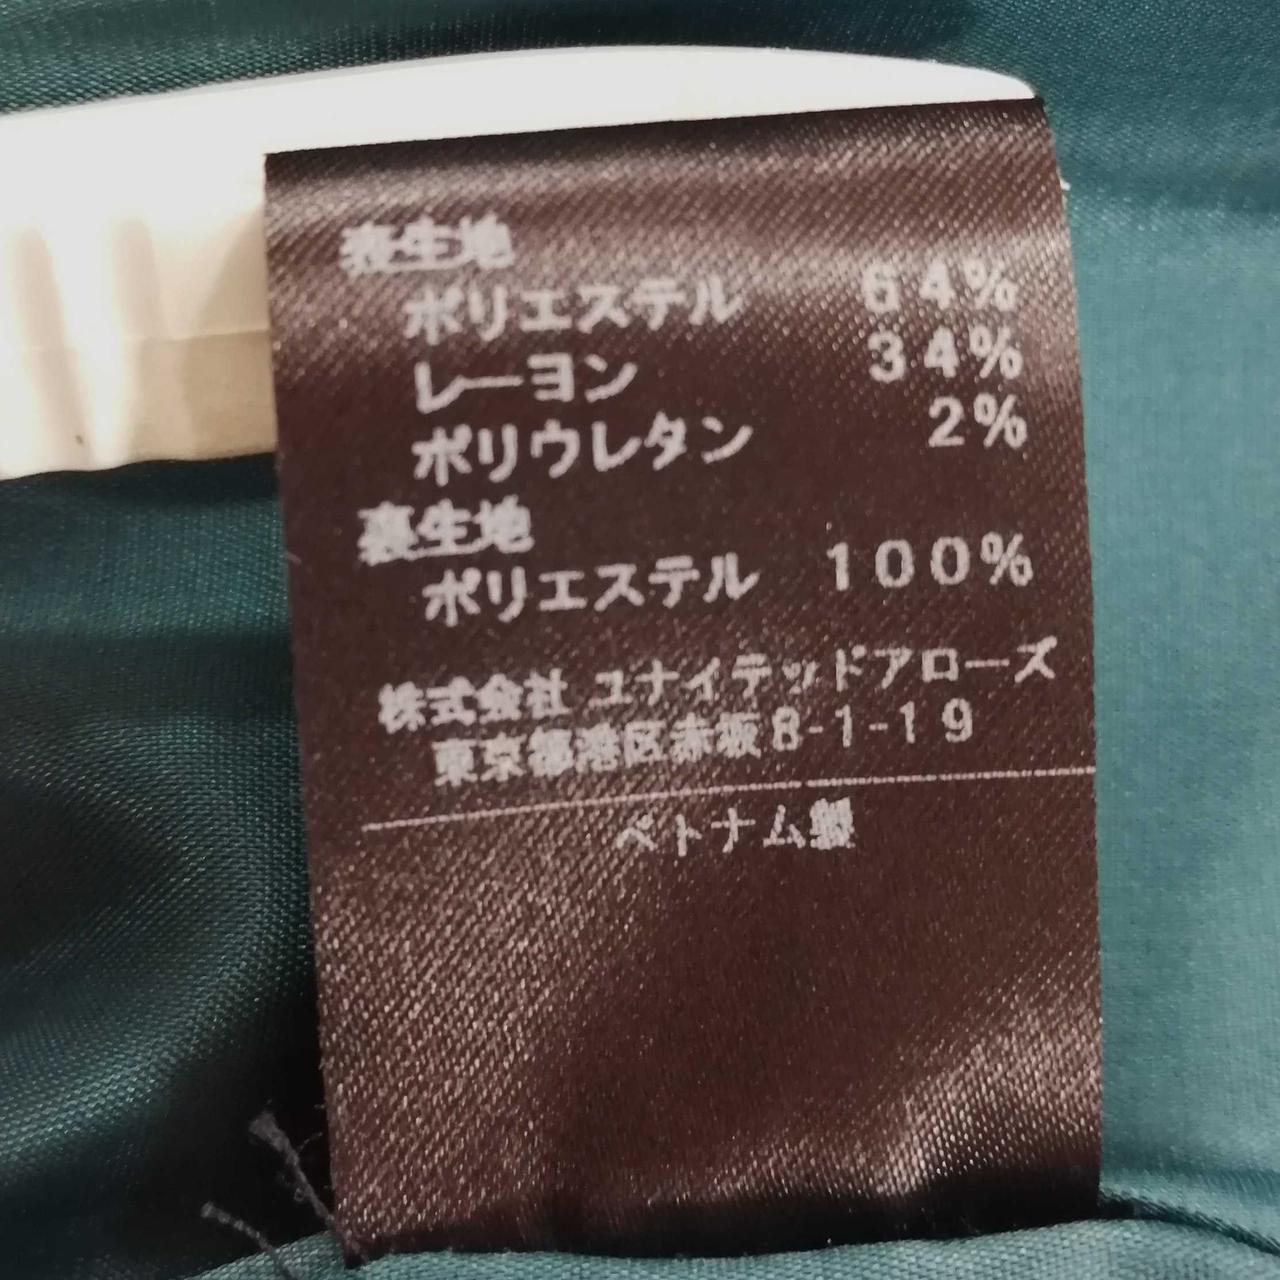 表生地
ポリエステル 64%
レーヨン 34%
ポリウレタン 2%
裏生地
ポリエステル 100%
株式会社 ユナイテッドアローズ
東京都港区赤坂8-1-19
ベトナム製